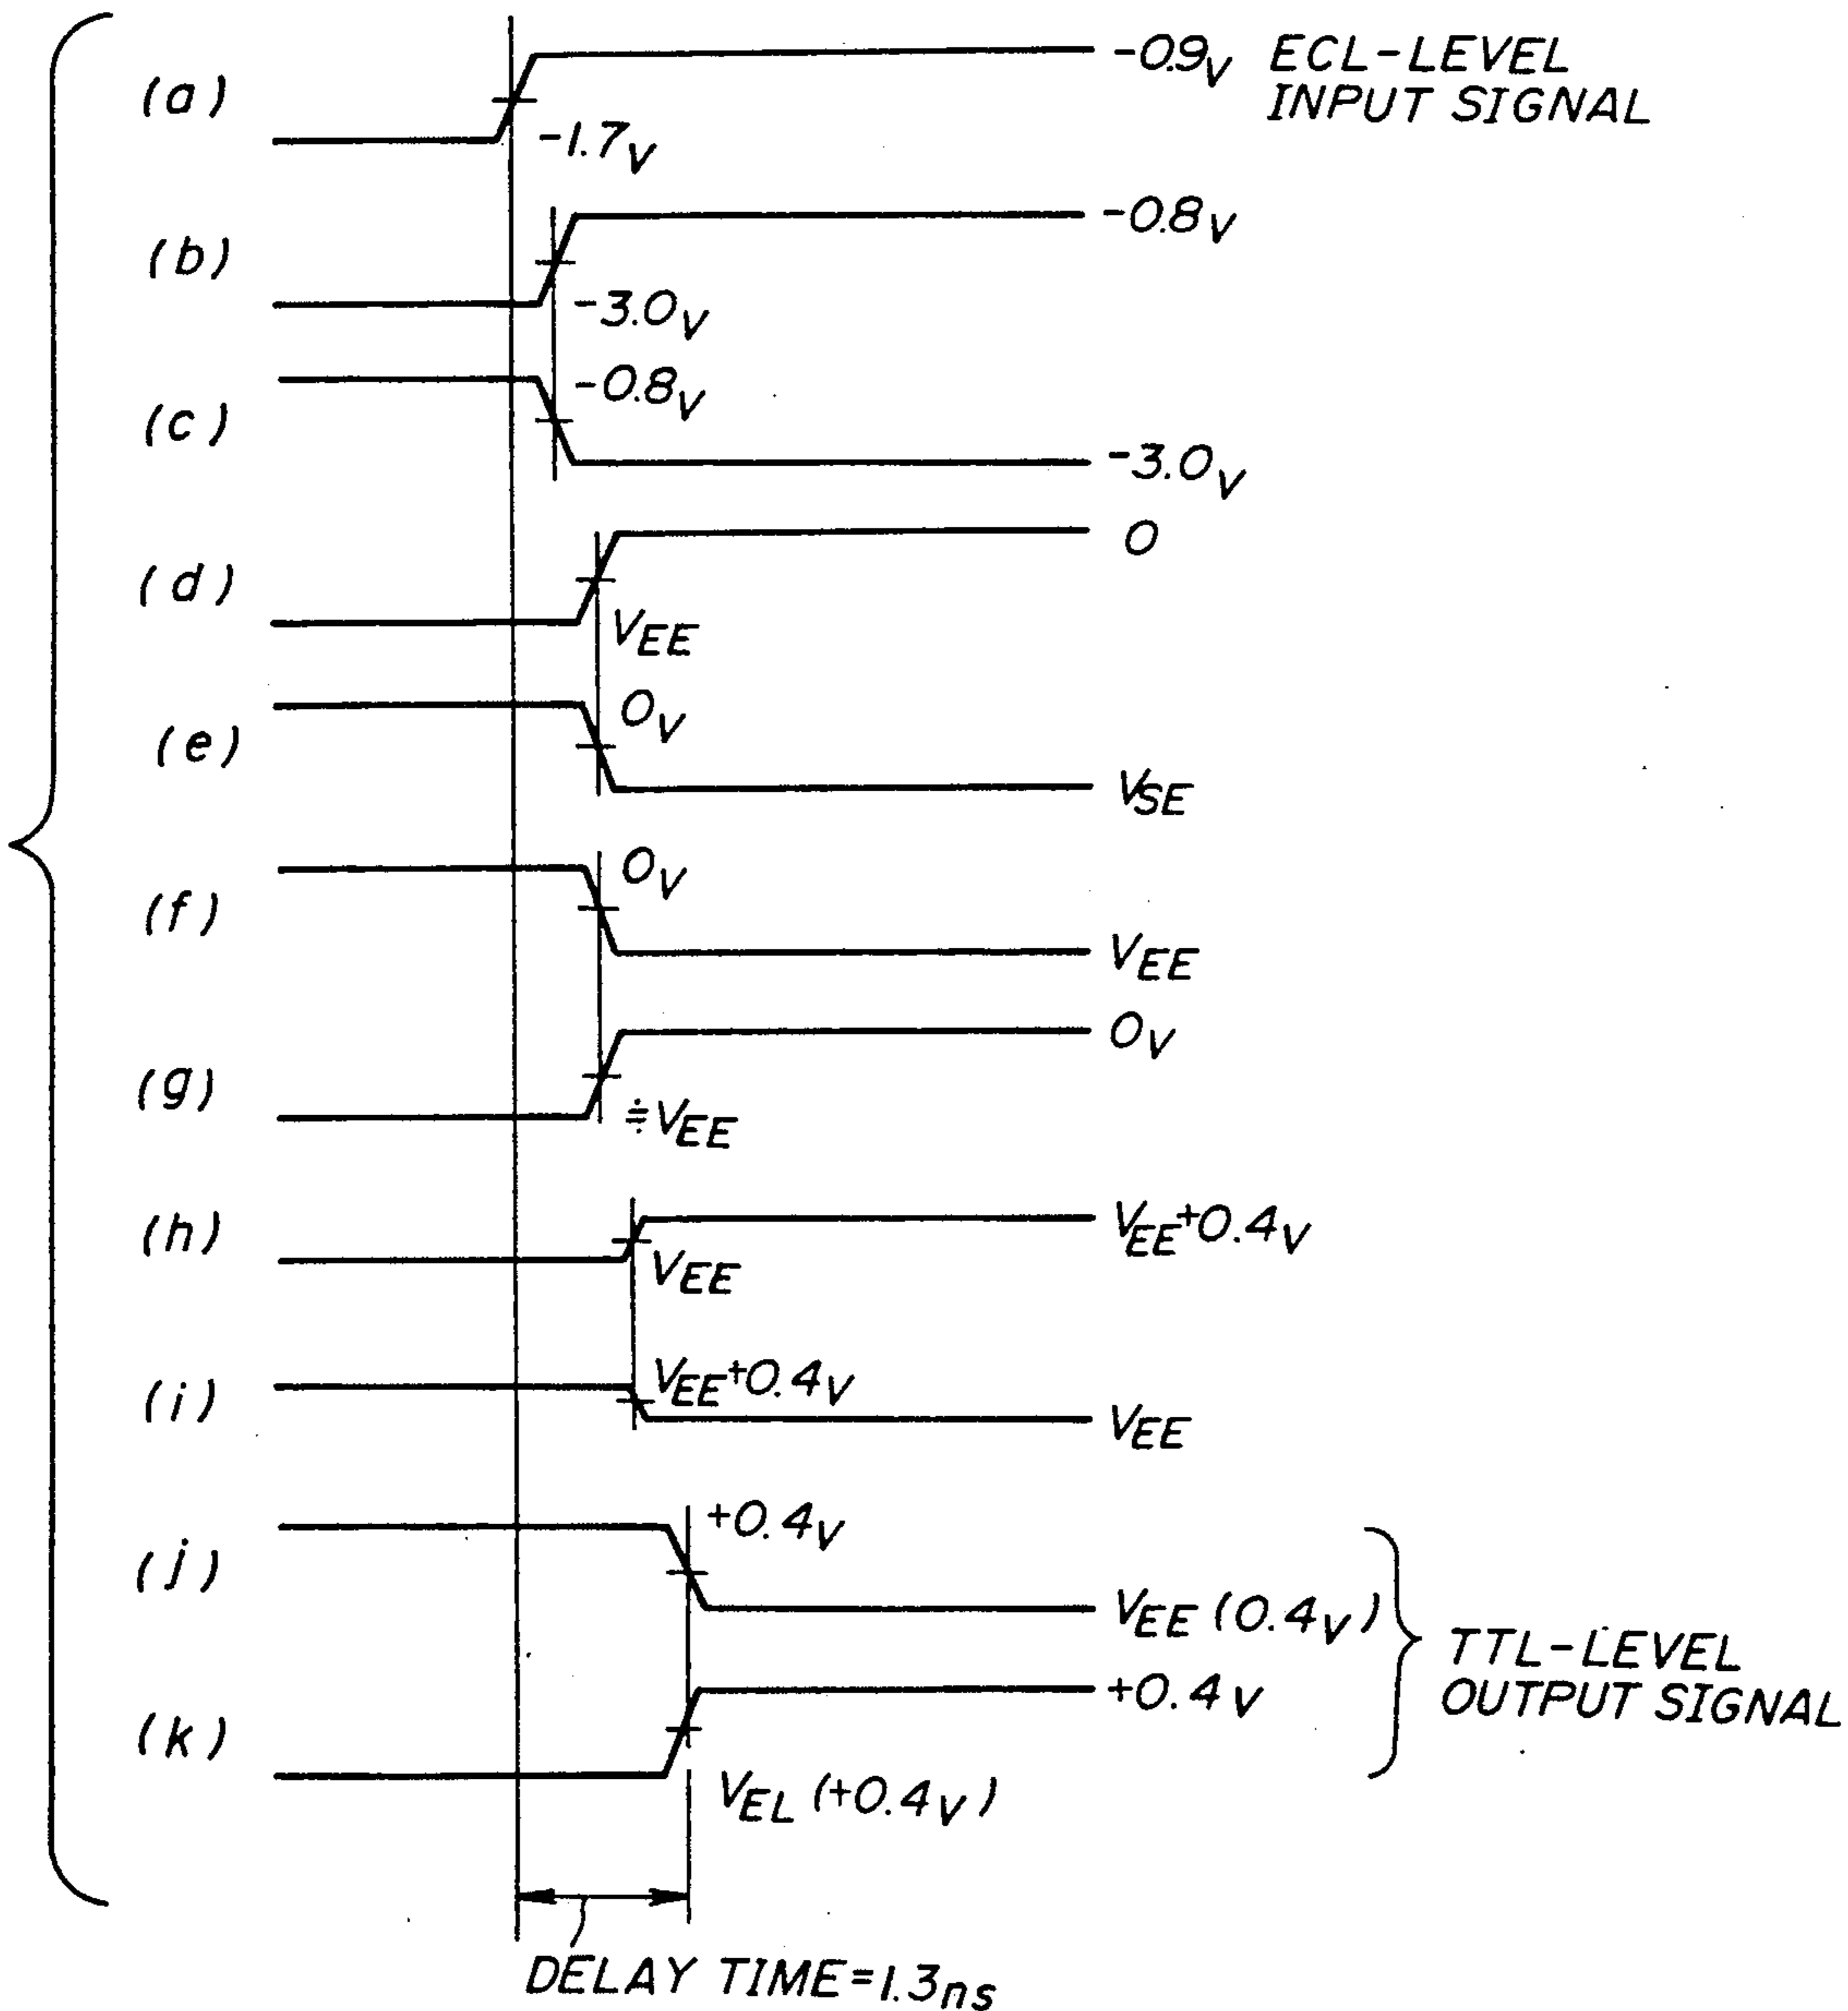 (a)
-0.9V ECL-LEVEL
INPUT SIGNAL
-1.7V
(b)
-0.8V
-3.0V
(c)
-0.8V
-3.0V
(d)
0
VEE
(e)
0V
VSE
(f)
0V
VEE
(g)
0V
≒VEE
(h)
VEE+0.4V
VEE
(i)
VEE+0.4V
VEE
(j)
+0.4V
VEE (0.4V)
TTL-LEVEL
OUTPUT SIGNAL
(k)
+0.4V
VEL (+0.4V)
DELAY TIME=1.3ns